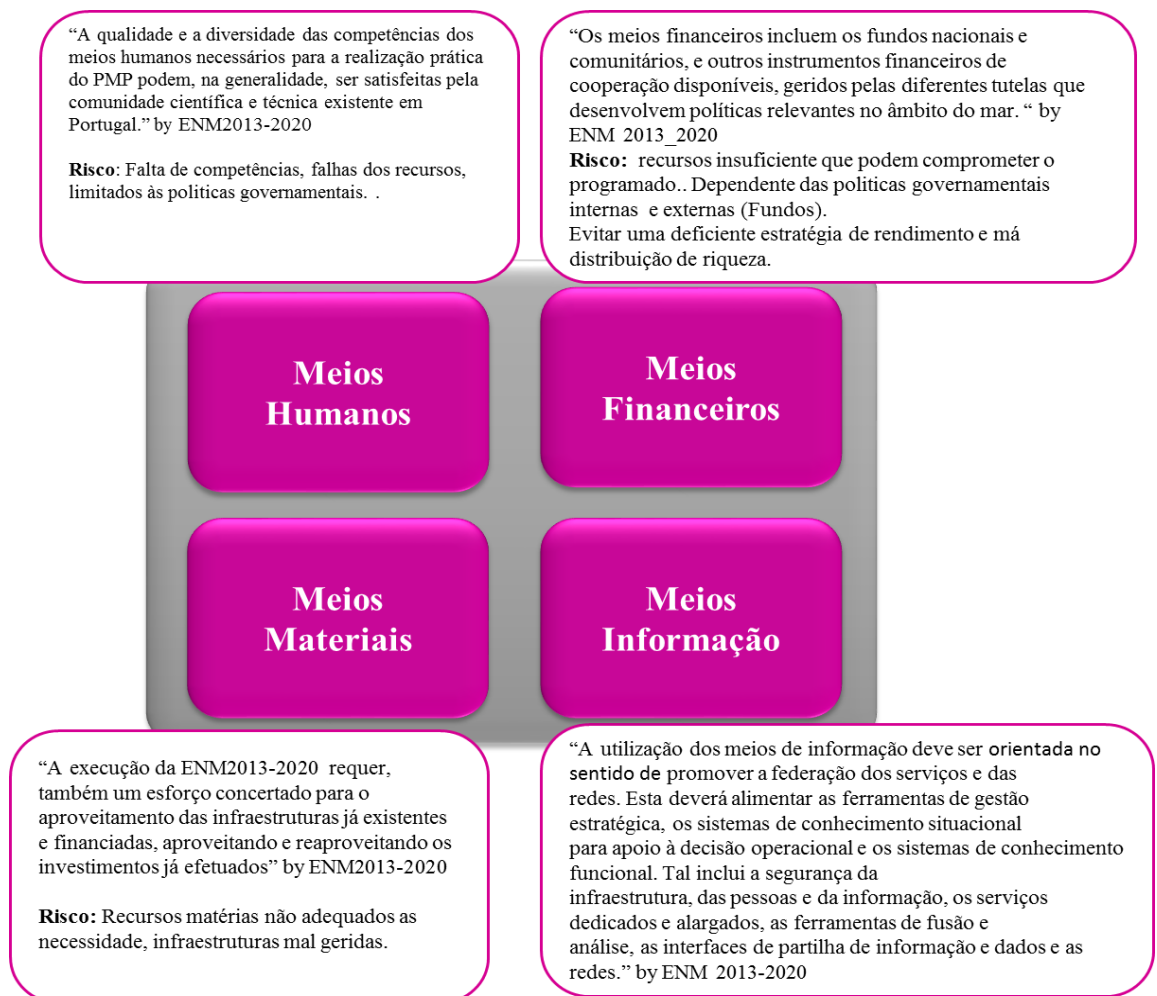 “A qualidade e a diversidade das competências dos
meios humanos necessários para a realização prática
do PMP podem, na generalidade, ser satisfeitas pela
comunidade científica e técnica existente em
Portugal.” by ENM2013-2020
Risco: Falta de competências, falhas dos recursos,
limitados às politicas governamentais. .
“Os meios financeiros incluem os fundos nacionais e
comunitários, e outros instrumentos financeiros de
cooperação disponíveis, geridos pelas diferentes tutelas que
desenvolvem políticas relevantes no âmbito do mar. “ by
ENM 2013_2020
Risco: recursos insuficiente que podem comprometer o
programado.. Dependente das politicas governamentais
internas e externas (Fundos).
Evitar uma deficiente estratégia de rendimento e má
distribuição de riqueza.
Meios
Humanos
Meios
Financeiros
Meios
Materiais
Meios
Informação
“A execução da ENM2013-2020 requer,
também um esforço concertado para o
aproveitamento das infraestruturas já existentes
e financiadas, aproveitando e reaproveitando os
investimentos já efetuados” by ENM2013-2020
Risco: Recursos matérias não adequados as
necessidade, infraestruturas mal geridas.
“A utilização dos meios de informação deve ser orientada no
sentido de promover a federação dos serviços e das
redes. Esta deverá alimentar as ferramentas de gestão
estratégica, os sistemas de conhecimento situacional
para apoio à decisão operacional e os sistemas de conhecimento
funcional. Tal inclui a segurança da
infraestrutura, das pessoas e da informação, os serviços
dedicados e alargados, as ferramentas de fusão e
análise, as interfaces de partilha de informação e dados e as
redes.” by ENM 2013-2020